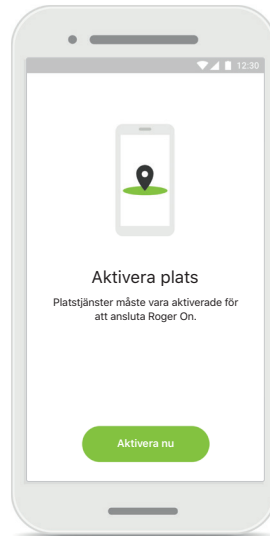 12:30
Aktivera plats
Platstjänster måste vara aktiverade för
att ansluta Roger On.
Aktivera nu